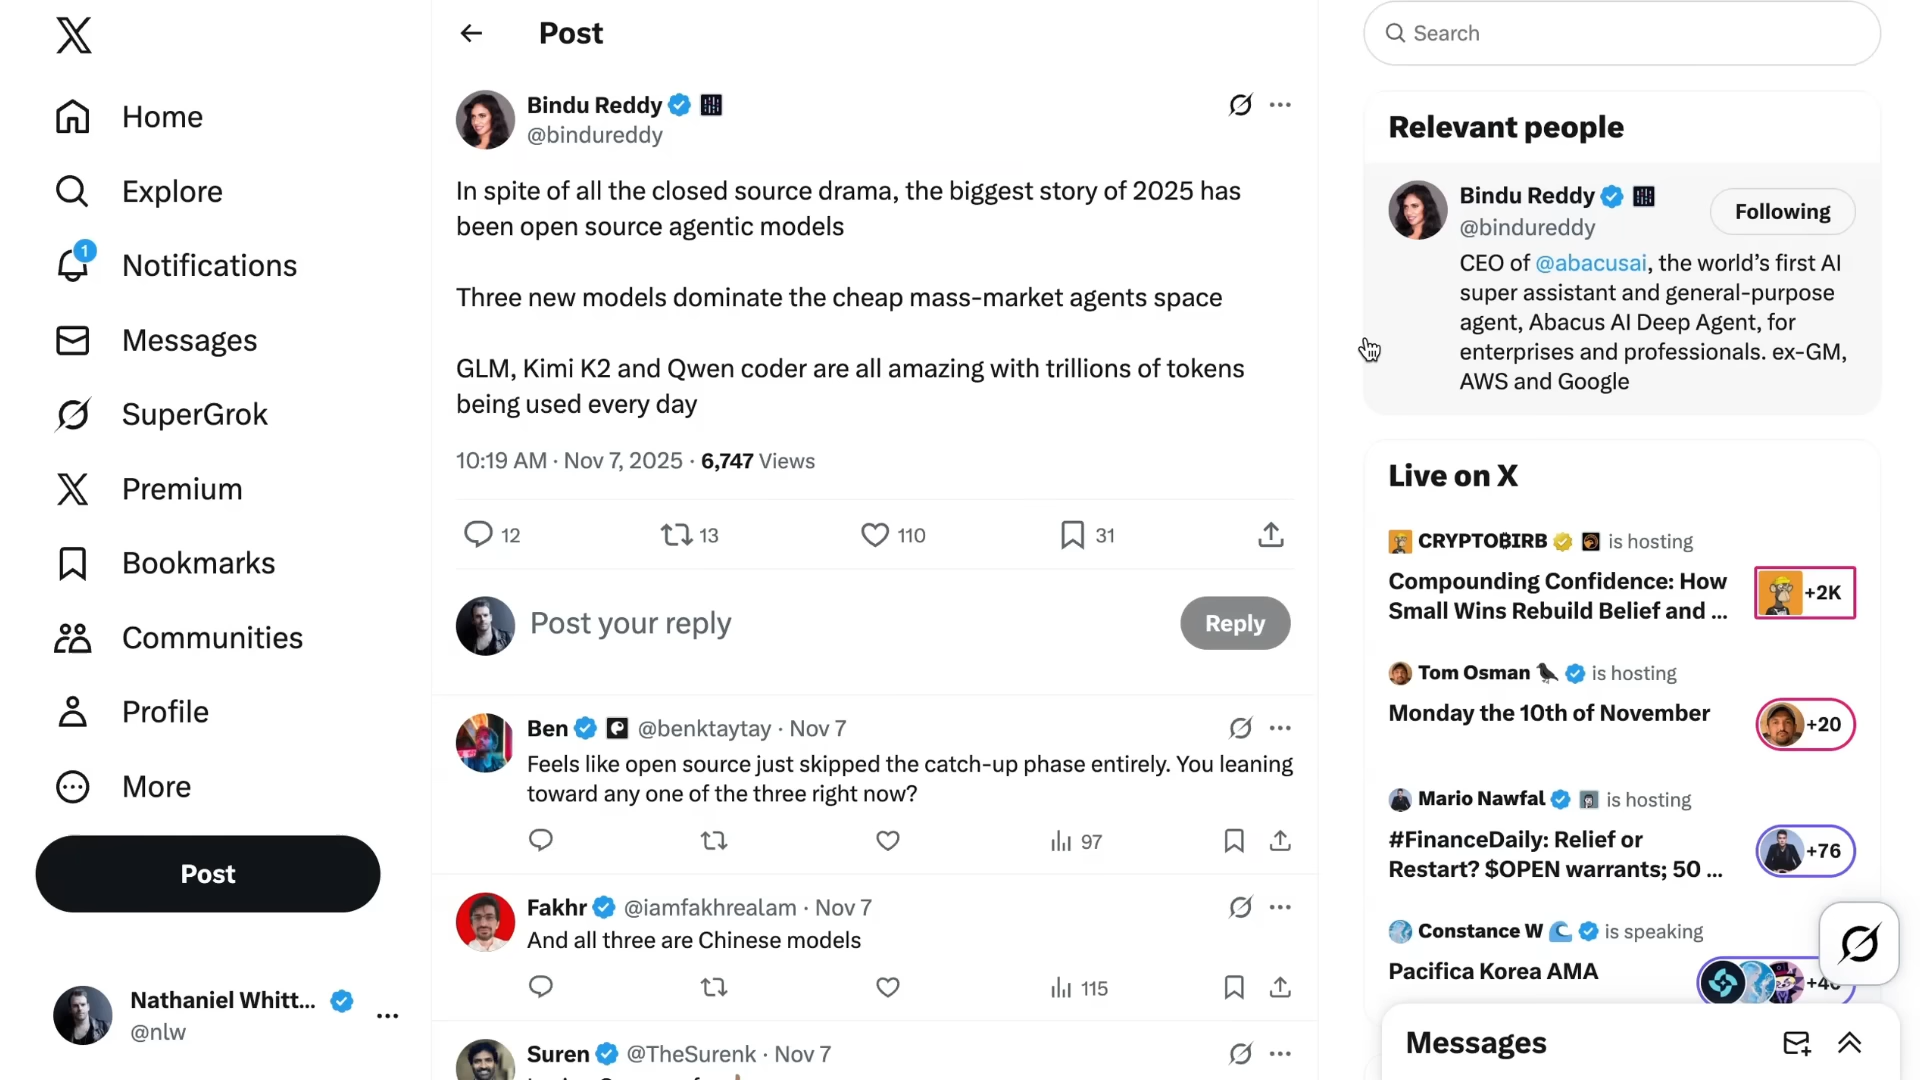 Home
Explore
1
Notifications
Messages
SuperGrok
Premium
Bookmarks
Communities
Profile
More
Post
Nathaniel Whitt...
@nlw
Post
Bindu Reddy
@bindureddy
In spite of all the closed source drama, the biggest story of 2025 has
been open source agentic models
Three new models dominate the cheap mass-market agents space
GLM, Kimi K2 and Qwen coder are all amazing with trillions of tokens
being used every day
10:19 AM · Nov 7, 2025 · 6,747 Views
12 13 110 31
Post your reply
Reply
Ben @benktaytay · Nov 7
Feels like open source just skipped the catch-up phase entirely. You leaning
toward any one of the three right now?
97
Fakhr @iamfakhrealam · Nov 7
And all three are Chinese models
115
Suren @TheSurenk · Nov 7
Search
Relevant people
Bindu Reddy
@bindureddy
Following
CEO of @abacusai, the world's first AI
super assistant and general-purpose
agent, Abacus AI Deep Agent, for
enterprises and professionals. ex-GM,
AWS and Google
Live on X
CRYPTO₿IRB is hosting
Compounding Confidence: How
Small Wins Rebuild Belief and ...
+2K
Tom Osman is hosting
Monday the 10th of November
+20
Mario Nawfal is hosting
#FinanceDaily: Relief or
Restart? $OPEN warrants; 50 ...
+76
Constance W is speaking
Pacifica Korea AMA
Messages